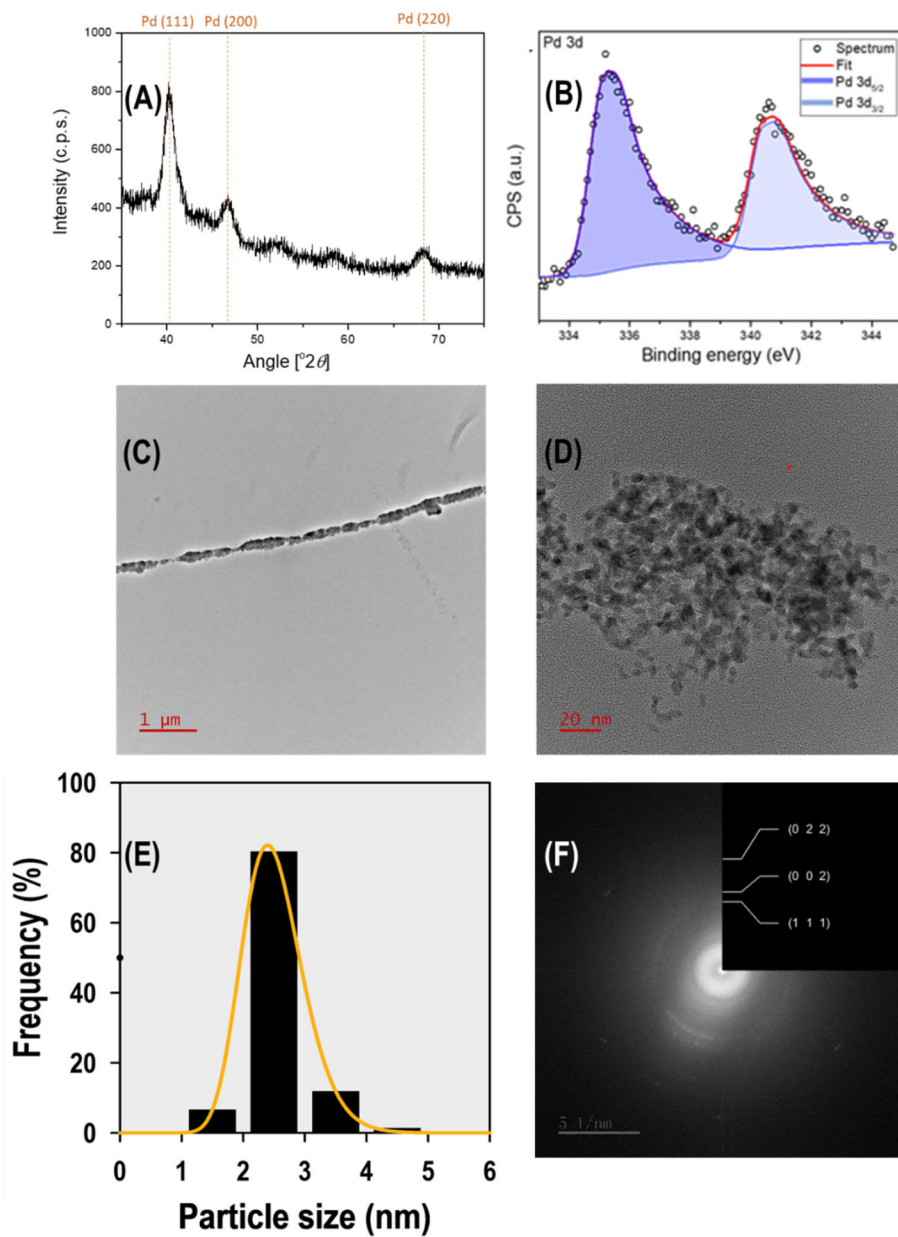 Pd (111) Pd (200) Pd (220)
(A)
1000
800
600
400
200
0
Intensity (c.p.s.)
40 50 60 70
Angle [°2θ]
Pd 3d
(B)
Spectrum
Fit
Pd 3d5/2
Pd 3d3/2
CPS (a.u.)
334 336 338 340 342 344
Binding energy (eV)
(C)
1 μm
(D)
20 nm
(E)
100
80
60
40
20
0
Frequency (%)
0 1 2 3 4 5 6
Particle size (nm)
(F)
(0 2 2)
(0 0 2)
(1 1 1)
5 1/nm